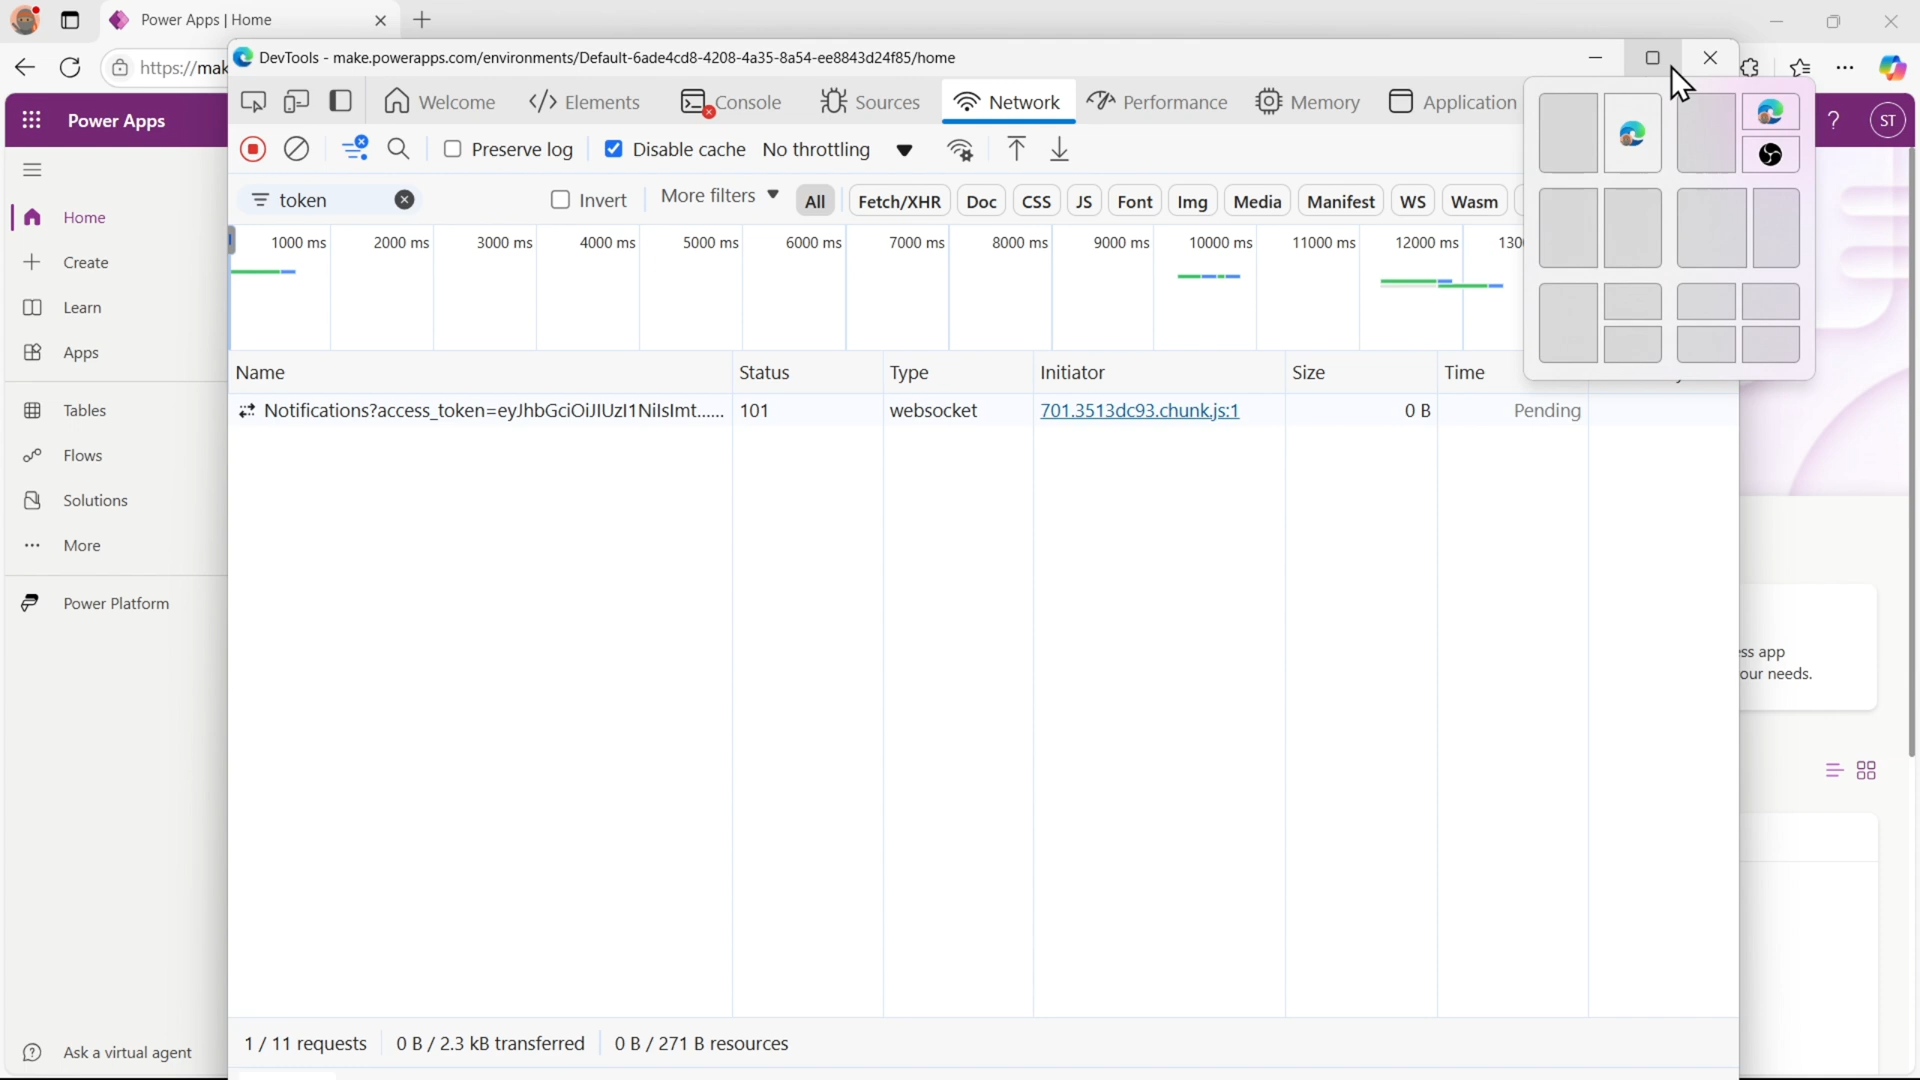 Power Apps | Home
https://mak
DevTools - make.powerapps.com/environments/Default-6ade4cd8-4208-4a35-8a54-ee8843d24f85/home
Power Apps
?
ST
Welcome
Elements
Console
Sources
Network
Performance
Memory
Application
Preserve log
Disable cache
No throttling
token
Invert
More filters
All
Fetch/XHR
Doc
CSS
JS
Font
Img
Media
Manifest
WS
Wasm
1000 ms
2000 ms
3000 ms
4000 ms
5000 ms
6000 ms
7000 ms
8000 ms
9000 ms
10000 ms
11000 ms
12000 ms
130
Name
Status
Type
Initiator
Size
Time
Notifications?access_token=eyJhbGciOiJIUzI1NiIsImt......
101
websocket
701.3513dc93.chunk.js:1
0 B
Pending
Home
Create
Learn
Apps
Tables
Flows
Solutions
More
Power Platform
Ask a virtual agent
ess app
our needs.
1 / 11 requests
0 B / 2.3 kB transferred
0 B / 271 B resources